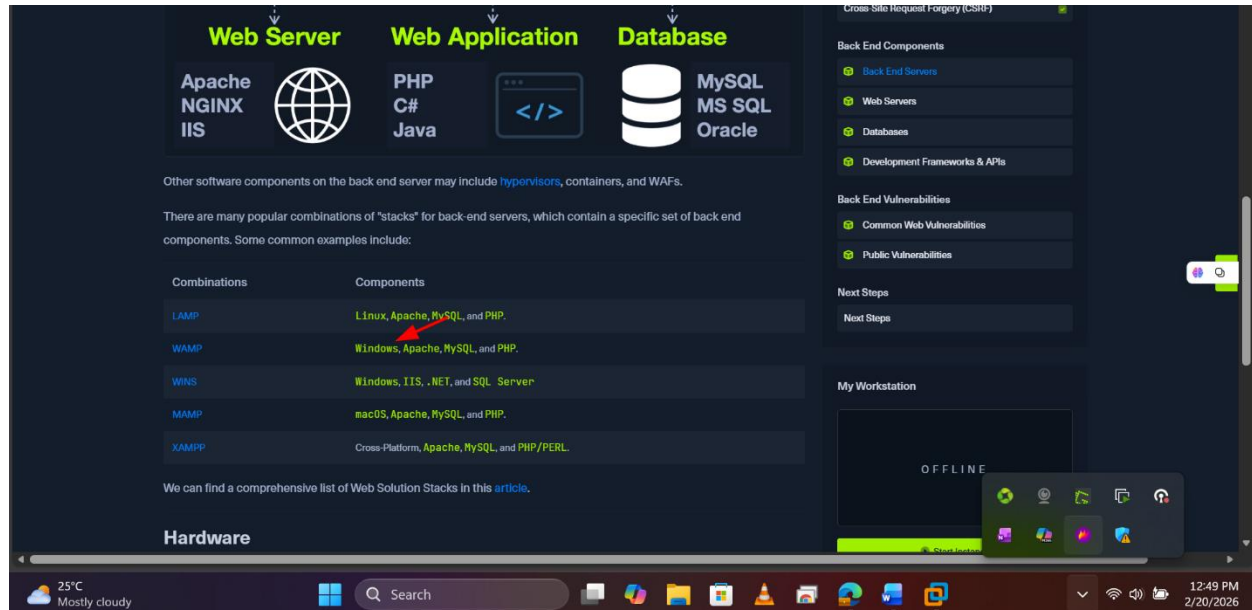 Web Server Web Application Database
Apache
NGINX
IIS
PHP
C#
Java
</>
MySQL
MS SQL
Oracle
Other software components on the back end server may include hypervisors, containers, and WAFs.
There are many popular combinations of "stacks" for back-end servers, which contain a specific set of back end
components. Some common examples include:
Combinations Components
LAMP Linux, Apache, MySQL, and PHP.
WAMP Windows, Apache, MySQL, and PHP.
WINS Windows, IIS, .NET, and SQL Server
MAMP macOS, Apache, MySQL, and PHP.
XAMPP Cross-Platform, Apache, MySQL, and PHP/PERL.
We can find a comprehensive list of Web Solution Stacks in this article.
Hardware
Cross-Site Request Forgery (CSRF)
Back End Components
Back End Servers
Web Servers
Databases
Development Frameworks & APIs
Back End Vulnerabilities
Common Web Vulnerabilities
Public Vulnerabilities
Next Steps
Next Steps
My Workstation
OFFLINE
Start
25°C
Mostly cloudy
Search
12:49 PM
2/20/2026